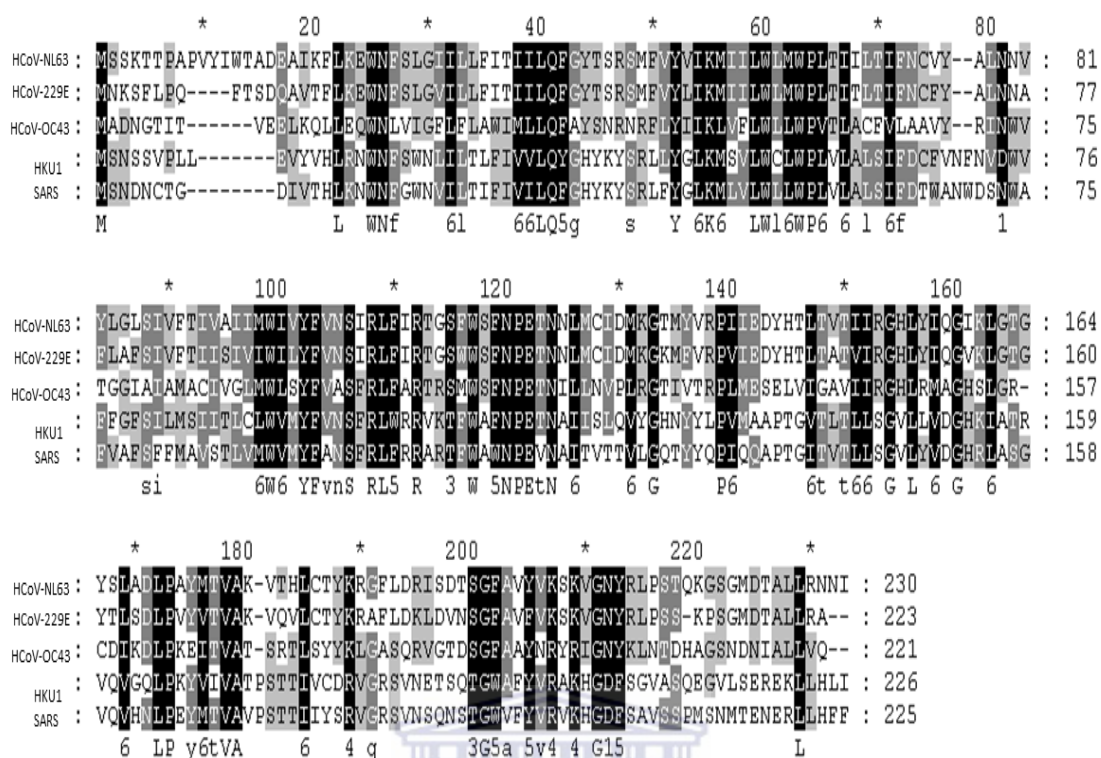 * 20 * 40 * 60 * 80
HCoV-NL63 : MSSKTTPAPVYIWTADEAIKFLKEWNFSLGIILLFITIILQFGYTSRSMFVYVIKMIILWLMWPLTIILTIFNCVY--ALNNV : 81
HCoV-229E : MNKSFLPQ----FTSDQAVTFLKEWNFSLGVILLFITIILQFGYTSRSMFVYLIKMIILWLMWPLTITLTIFNCFY--ALNNA : 77
HCoV-OC43 : MADNGTIT------VEELKQLLEQWNLVIGFLFLAWIMLLQFAYSNRNRFLYIIKLVFLWLLWPVTLACFVLAAVY--RINWV : 75
HKU1 : MSNSSVPLL-------EVYVHLRNWNFSWNLILTLFIVVLQYGHYKYSRLLYGLKMSVLWCLWPLVLALSIFDCFVNFNVDWV : 76
SARS : MSNDNCTG--------DIVTHLKNWNFGWNVILTIFIVILQFGHYKYSRLFYGLKMLVLWLLWPLVLALSIFDTWANWDSNWA : 75
M L WNf 6l 66LQ5g s Y 6K6 LWl6WP6 6 l 6f l
* 100 * 120 * 140 * 160
HCoV-NL63 : YLGLSIVFTIVAIIMWIVYFVNSIRLFIRTGSFWSFNPETNNLMCIDMKGTMYVRPIIEDYHTLTVTIIRGHLYIQGIKLGTG : 164
HCoV-229E : FLAFSIVFTIISIVIWILYFVNSIRLFIRTGSWWSFNPETNNLMCIDMKGKMFVRPVIEDYHTLTATVIRGHLYIQGVKLGTG : 160
HCoV-OC43 : TGGIAIAMACIVGLMWLSYFVASFRLFARTRSMWSFNPETNILLNVPLRGTIVTRPLMESELVIGAVIIRGHLRMAGHSLGR- : 157
HKU1 : FFGFSILMSIITLCLWVMYFVNSFRLWRRVKTFWAFNPETNAIISLQVYGHNYYLPVMAAPTGVTLTLLSGVLLVDGHKIATR : 159
SARS : FVAFSFFMAVSTLVMWVMYFANSFRLFRRARTFWAWNPEVNAITVTTVLGQTYYQPIQQAPTGITVTLLSGVLYVDGHRLASG : 158
si 6W6 YFvnS RL5 R 3 W 5NPEtN 6 6 G P6 6t t66 G L 6 G 6
* 180 * 200 * 220 *
HCoV-NL63 : YSLADLPAYMTVAK-VTHLCTYKRGFLDRISDTSGFAVYVKSKVGNYRLPSTQKGSGMDTALLRNNI : 230
HCoV-229E : YTLSDLPVYVTVAK-VQVLCTYKRAFLDKLDVNSGFAVFVKSKVGNYRLPSS-KPSGMDTALLRA-- : 223
HCoV-OC43 : CDIKDLPKEITVAT-SRTLSYYKLGASQRVGTDSGFAAYNRYRIGNYKLNTDHAGSNDNIALLVQ-- : 221
HKU1 : VQVGQLPKYVIVATPSTTIVCDRVGRSVNETSQTGWAFYVRAKHGDFSGVASQEGVLSEREKLLHLI : 226
SARS : VQVHNLPEYMTVAVPSTTIIYSRVGRSVNSQNSTGWVFYVRVKHGDFSAVSSPMSNMTENERLLHFF : 225
6 LP y6tVA 6 4 g 3G5a 5v4 4 G15 L